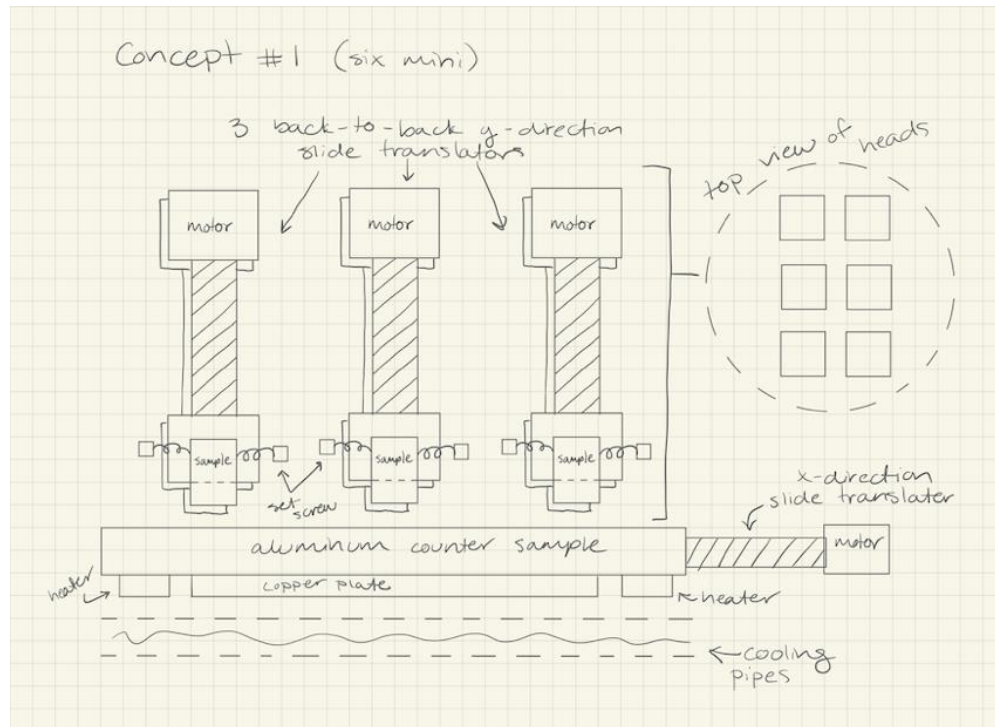 Concept #1 (six mini)
3 back-to-back y-direction
slide translators
top view of heads
motor
motor
motor
sample
sample
sample
set
screw
x-direction
slide translater
motor
aluminum counter sample
heater
copper plate
heater
cooling
pipes